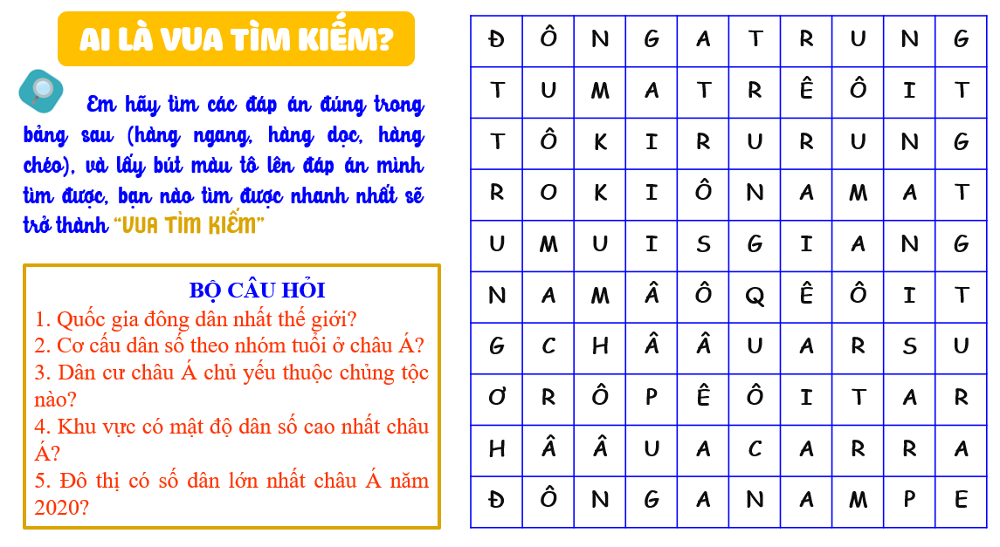 AI LÀ VUA TÌM KIẾM?
Em hãy tìm các đáp án đúng trong
bảng sau (hàng ngang, hàng dọc, hàng
chéo), và lấy bút màu tô lên đáp án mình
tìm được, bạn nào tìm được nhanh nhất sẽ
trở thành “VUA TÌM KIẾM”
BỘ CÂU HỎI
1. Quốc gia đông dân nhất thế giới?
2. Cơ cấu dân số theo nhóm tuổi ở châu Á?
3. Dân cư châu Á chủ yếu thuộc chủng tộc
nào?
4. Khu vực có mật độ dân số cao nhất châu
Á?
5. Đô thị có số dân lớn nhất châu Á năm
2020?
Đ Ô N G A T R U N G
T U M A T R Ê Ô I T
T Ô K I R U R U N G
R O K I Ô N A M A T
U M U I S G I A N G
N A M Â Ô Q Ê Ô I T
G C H Â Â U A R S U
Ơ R Ô P Ê Ô I T A R
H Â Â U A C A R R A
Đ Ô N G A N A M P E